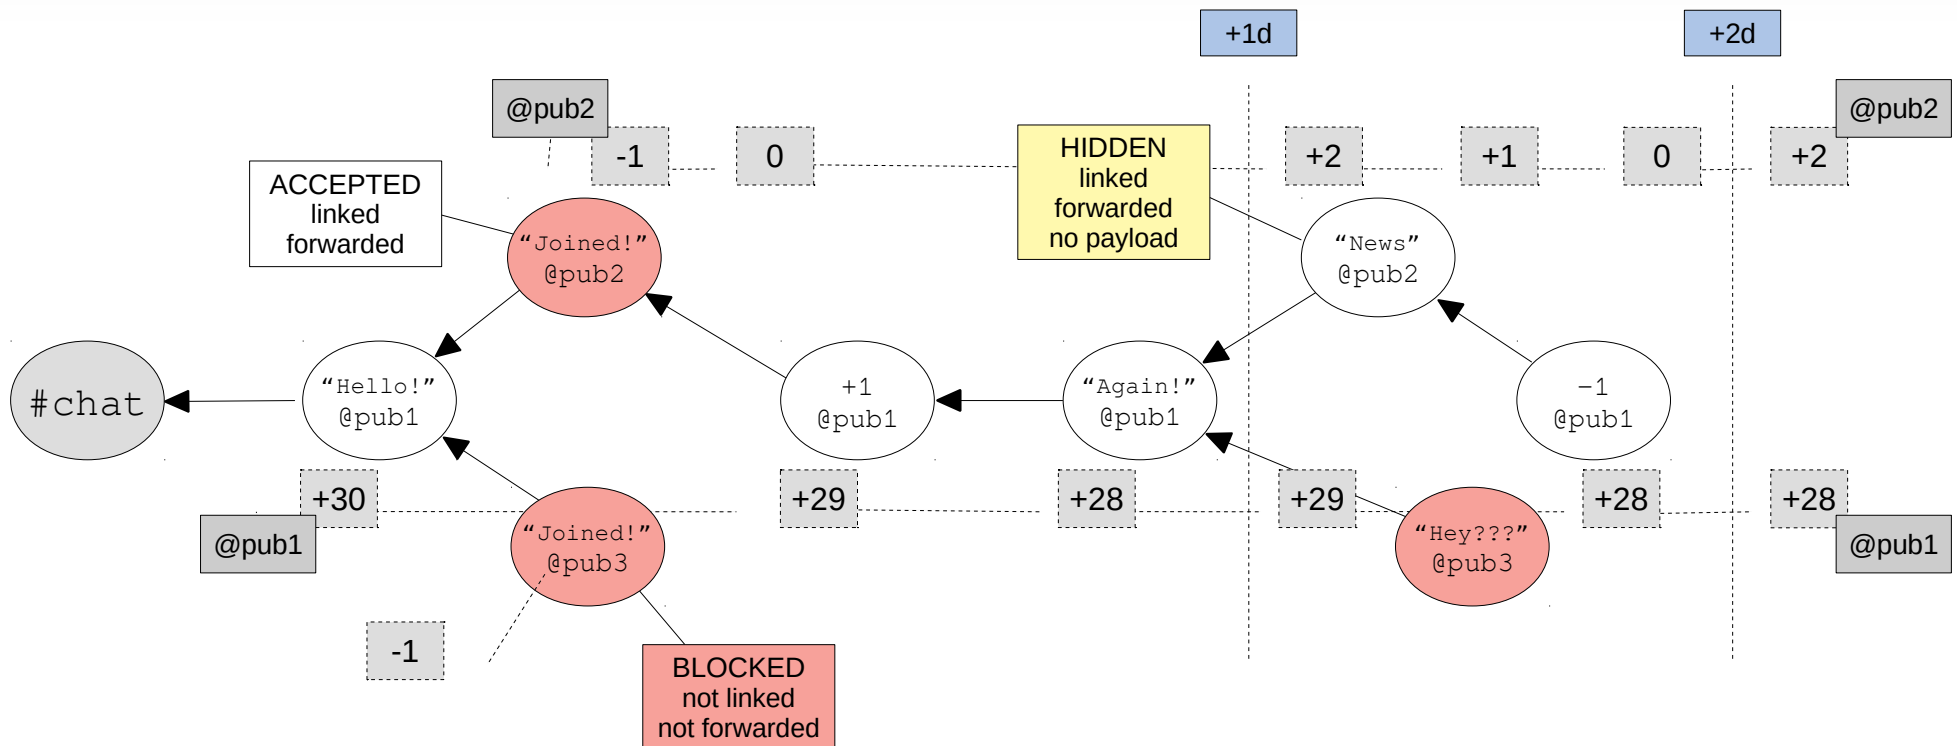 +1d
+2d
@pub2
@pub2
-1
0
HIDDEN
linked
forwarded
no payload
+2
+1
0
+2
ACCEPTED
linked
forwarded
“Joined!”
@pub2
“News”
@pub2
#chat
“Hello!”
@pub1
+1
@pub1
“Again!”
@pub1
−1
@pub1
+30
+29
+28
+29
+28
+28
@pub1
“Joined!”
@pub3
“Hey???”
@pub3
@pub1
-1
BLOCKED
not linked
not forwarded